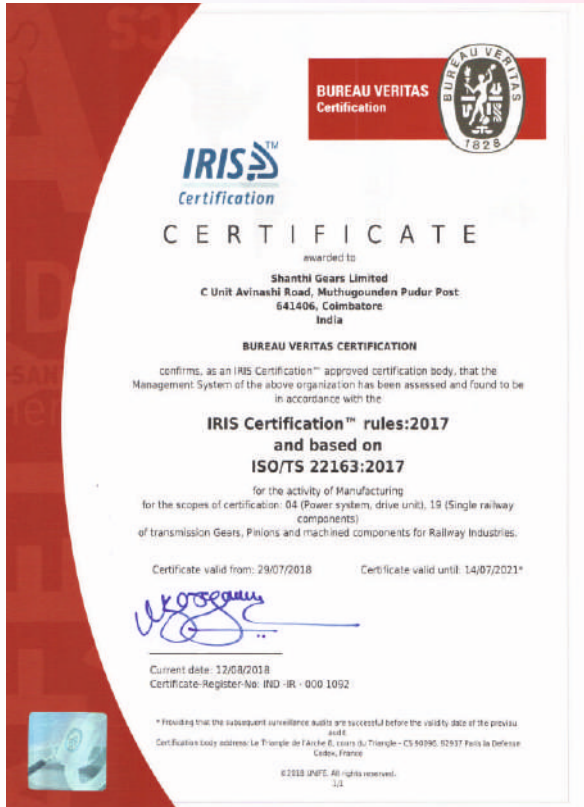 BUREAU VERITAS
Certification
BUREAU VERITAS
1828
IRIS™
Certification
CERTIFICATE
awarded to
Shanthi Gears Limited
C Unit Avinashi Road, Muthugounden Pudur Post
641406, Coimbatore
India
BUREAU VERITAS CERTIFICATION
confirms, as an IRIS Certification™ approved certification body, that the
Management System of the above organization has been assessed and found to be
in accordance with the
IRIS Certification™ rules:2017
and based on
ISO/TS 22163:2017
for the activity of Manufacturing
for the scopes of certification: 04 (Power system, drive unit), 19 (Single railway
components)
of transmission Gears, Pinions and machined components for Railway Industries.
Certificate valid from: 29/07/2018 Certificate valid until: 14/07/2021*
Current date: 12/08/2018
Certificate-Register-No: IND -IR - 000 1092
* Providing that the subsequent surveillance audits are successful before the validity date of the previsu
audit.
Certification body address: Le Triangle de l'Arche 8, cours du Triangle - CS 90096, 92937 Paris la Defense
Cedex, France
©2018 UNIFE. All rights reserved.
1/1